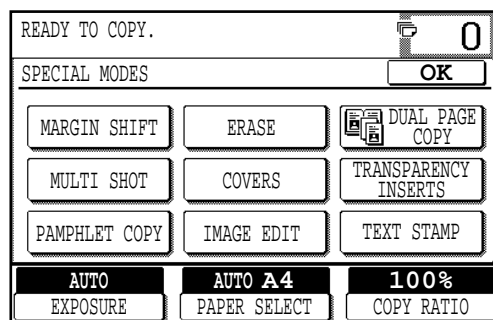 READY TO COPY.
0
SPECIAL MODES
OK
MARGIN SHIFT
ERASE
DUAL PAGE
COPY
MULTI SHOT
COVERS
TRANSPARENCY
INSERTS
PAMPHLET COPY
IMAGE EDIT
TEXT STAMP
AUTO
AUTO A4
100%
EXPOSURE
PAPER SELECT
COPY RATIO